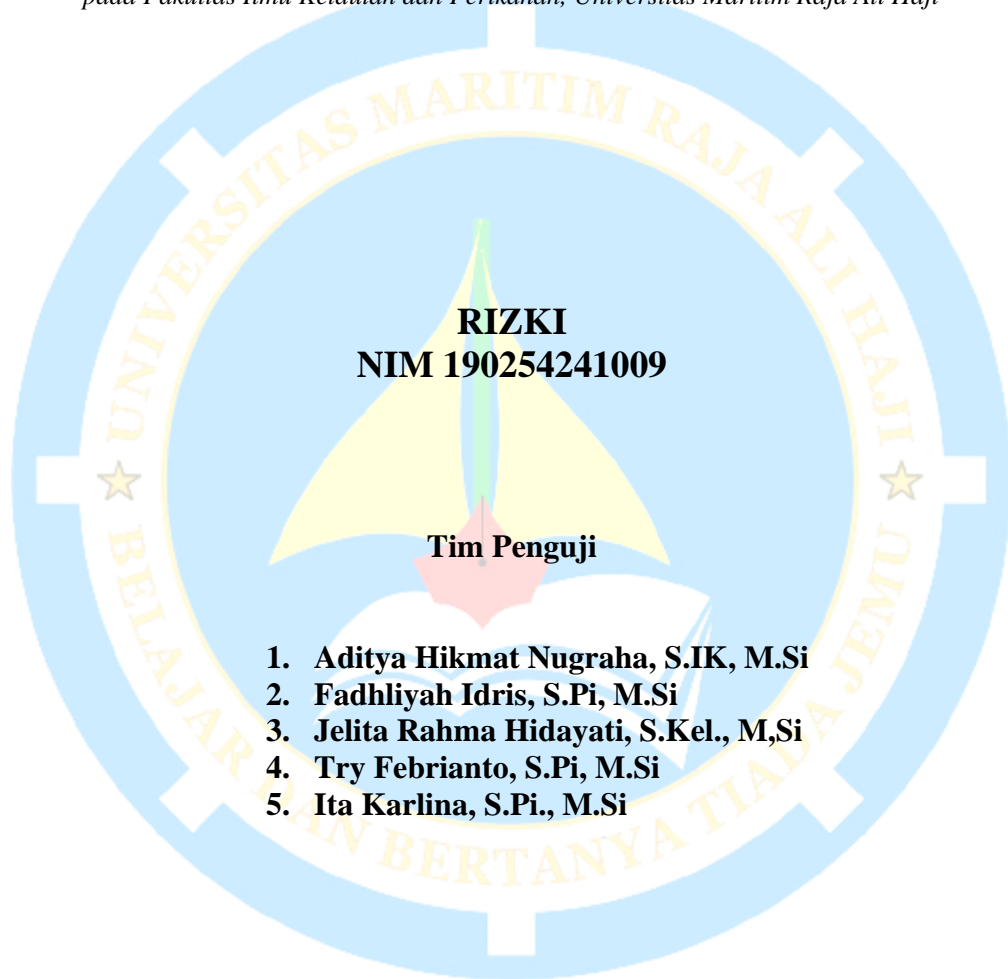 pada Fakultas Ilmu Kelautan dan Perikanan, Universitas Maritim Raja Ali Haji
UNIVERSITAS MARITIM RAJA ALI HAJI
RIZKI
NIM 190254241009
Tim Penguji
1. Aditya Hikmat Nugraha, S.IK, M.Si
2. Fadhliyah Idris, S.Pi, M.Si
3. Jelita Rahma Hidayati, S.Kel., M,Si
4. Try Febrianto, S.Pi, M.Si
5. Ita Karlina, S.Pi., M.Si
BELAJAR DAN BERTANYA TIADA JEMU